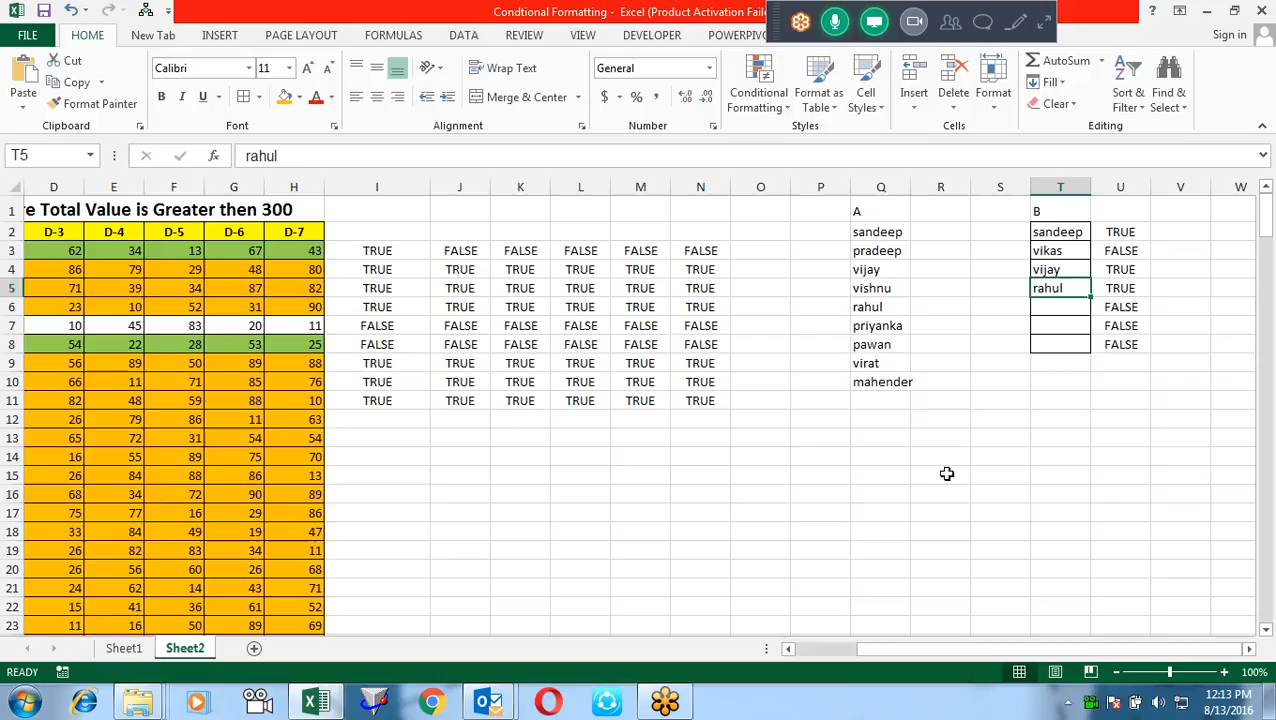 Condtional Formatting - Excel (Product Activation Faile
Sign in
FILE HOME New Tab INSERT PAGE LAYOUT FORMULAS DATA REVIEW VIEW DEVELOPER POWERPIVOT
Paste Cut Copy Format Painter Clipboard
Calibri 11 B I U A Font
Wrap Text Merge & Center Alignment
General $ % , Number
Conditional Formatting Format as Table Cell Styles Styles
Insert Delete Format Cells
AutoSum Fill Clear Sort & Filter Find & Select Editing
T5 fx rahul
D E F G H I J K L M N O P Q R S T U V W
1 re Total Value is Greater then 300 A B
2 D-3 D-4 D-5 D-6 D-7 sandeep sandeep TRUE
3 62 34 13 67 43 TRUE FALSE FALSE FALSE FALSE FALSE pradeep vikas FALSE
4 86 79 29 48 80 TRUE TRUE TRUE TRUE TRUE TRUE vijay vijay TRUE
5 71 39 34 87 82 TRUE TRUE TRUE TRUE TRUE TRUE vishnu rahul TRUE
6 23 10 52 31 90 TRUE TRUE TRUE TRUE TRUE TRUE rahul FALSE
7 10 45 83 20 11 FALSE FALSE FALSE FALSE FALSE FALSE priyanka FALSE
8 54 22 28 53 25 FALSE FALSE FALSE FALSE FALSE FALSE pawan FALSE
9 56 89 50 89 88 TRUE TRUE TRUE TRUE TRUE TRUE virat
10 66 11 71 85 76 TRUE TRUE TRUE TRUE TRUE TRUE mahender
11 82 48 59 88 10 TRUE TRUE TRUE TRUE TRUE TRUE
12 26 79 86 11 63
13 65 72 31 54 54
14 16 55 89 75 70
15 26 84 88 86 13
16 68 34 72 90 89
17 75 77 16 29 86
18 33 84 49 19 47
19 26 82 83 34 11
20 26 56 60 26 68
21 24 62 14 43 71
22 15 41 36 61 52
23 11 16 50 89 69
Sheet1 Sheet2
READY 100%
12:13 PM
8/13/2016